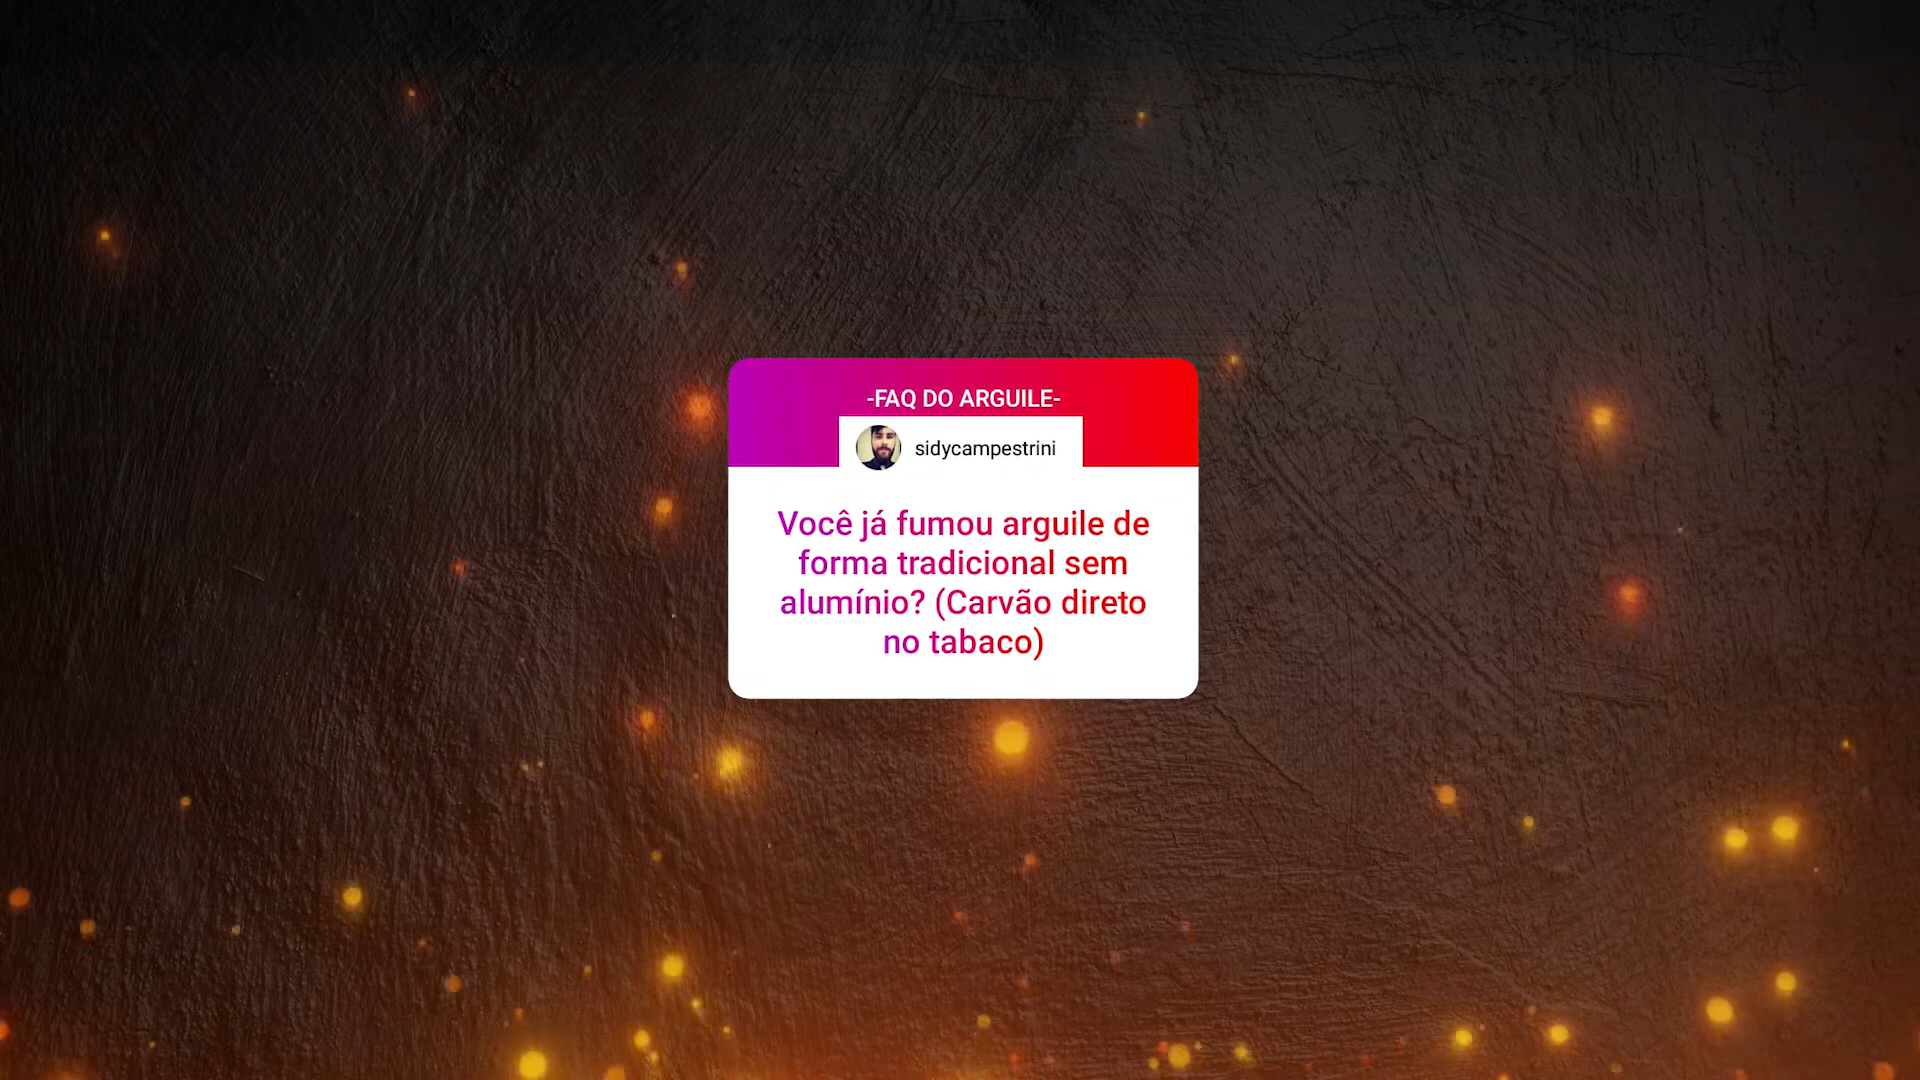 -FAQ DO ARGUILE-
sidycampestrini
Você já fumou arguile de
forma tradicional sem
alumínio? (Carvão direto
no tabaco)